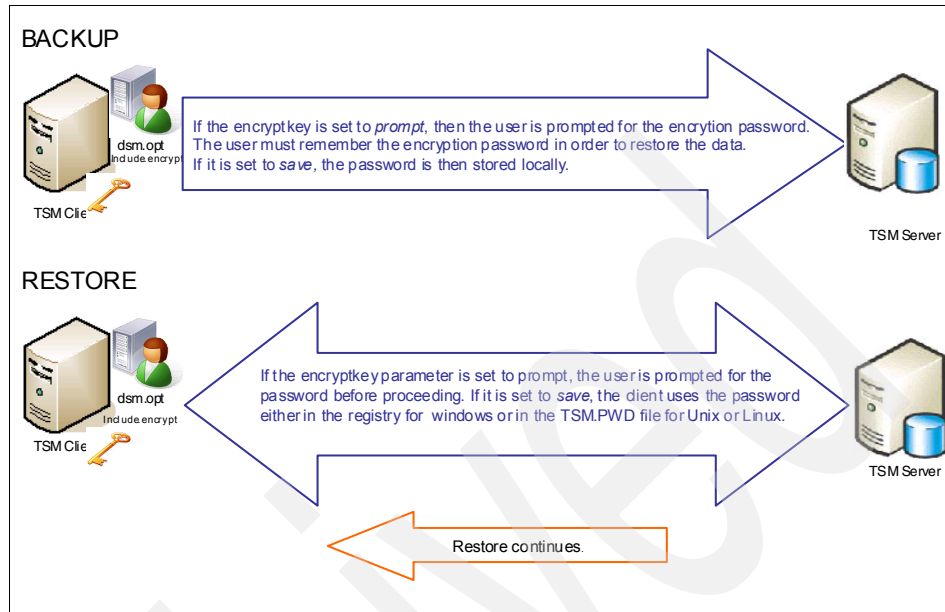 BACKUP
dsm.opt
Include.encrypt
TSM Clie
If the encryptkey is set to prompt, then the user is prompted for the encrytion password.
The user must remember the encryption password in order to restore the data.
If it is set to save, the password is then stored locally.
TSM Server
RESTORE
dsm.opt
Include.encrypt
TSM Clie
If the encryptkey parameter is set to prompt, the user is prompted for the
password before proceeding. If it is set to save, the client uses the password
either in the registry for windows or in the TSM.PWD file for Unix or Linux.
TSM Server
Restore continues.